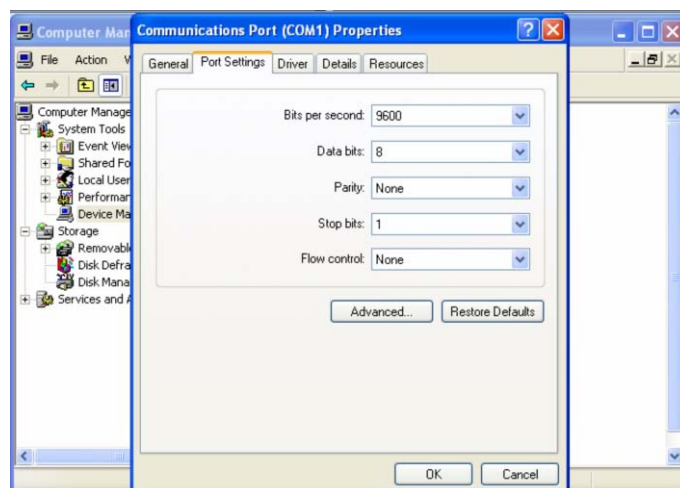 Computer Man
Communications Port (COM1) Properties
File Action V
General Port Settings Driver Details Resources
Computer Manage
System Tools
Event View
Shared Fo
Local User
Performan
Device Ma
Storage
Removable
Disk Defra
Disk Mana
Services and A
Bits per second: 9600
Data bits: 8
Parity: None
Stop bits: 1
Flow control: None
Advanced... Restore Defaults
OK Cancel